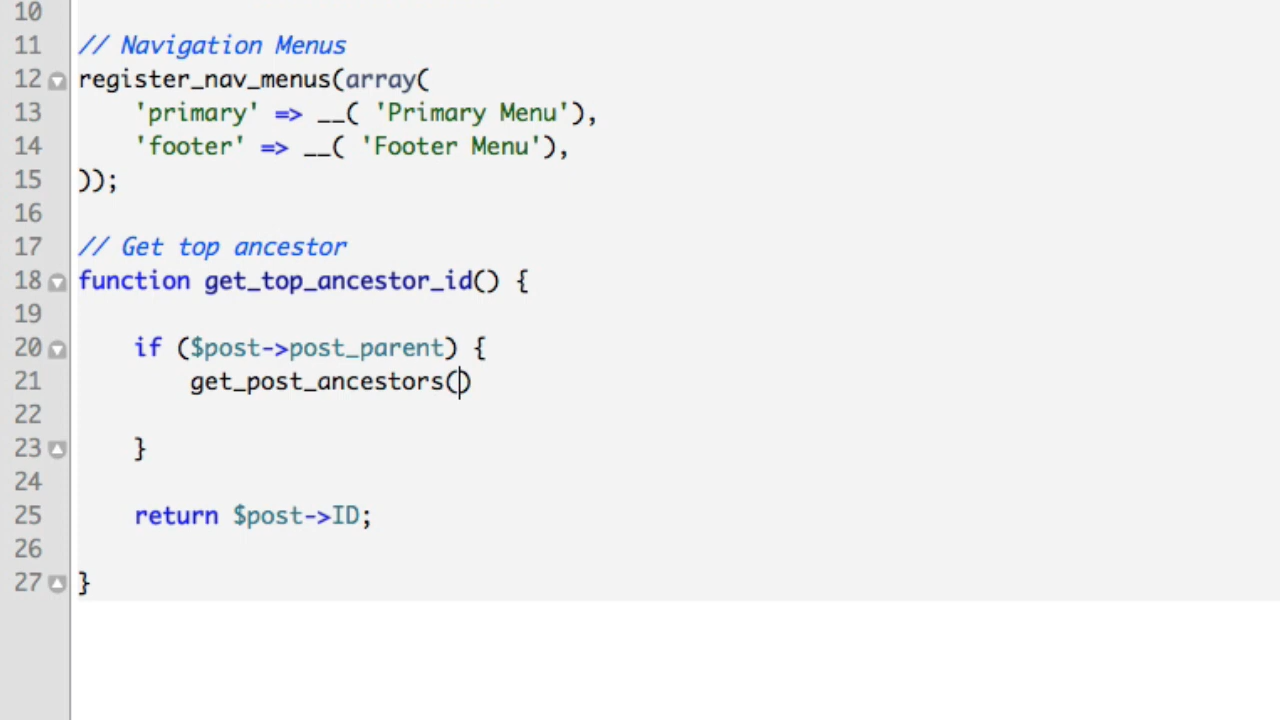 10
11 // Navigation Menus
12 register_nav_menus(array(
13 'primary' => __( 'Primary Menu'),
14 'footer' => __( 'Footer Menu'),
15 ));
16
17 // Get top ancestor
18 function get_top_ancestor_id() {
19
20 if ($post->post_parent) {
21 get_post_ancestors()
22
23 }
24
25 return $post->ID;
26
27 }